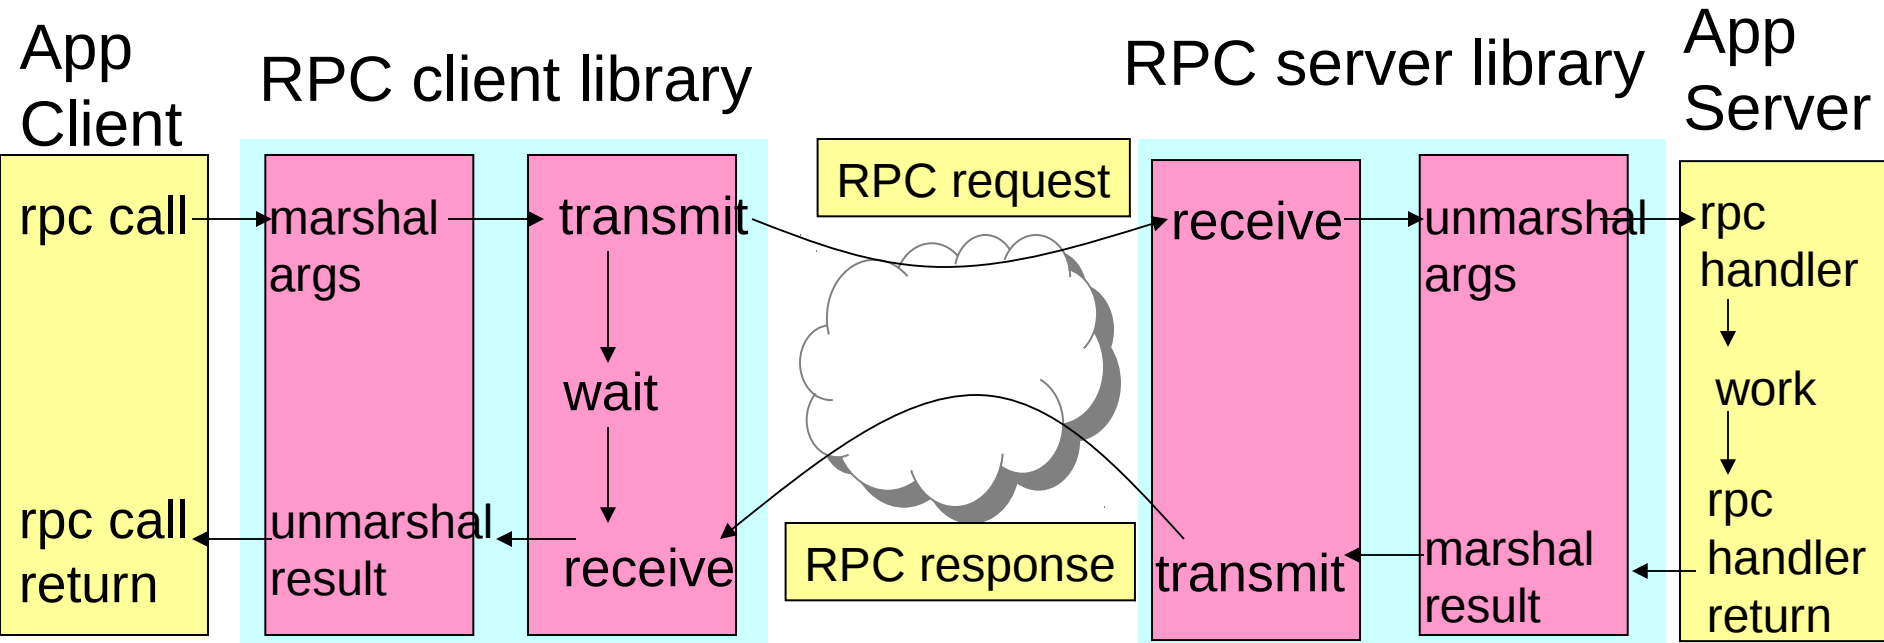 App
Client
RPC client library
RPC server library
App
Server
rpc call
marshal
args
transmit
RPC request
receive
unmarshal
args
rpc
handler
wait
work
rpc call
return
unmarshal
result
receive
RPC response
transmit
marshal
result
rpc
handler
return